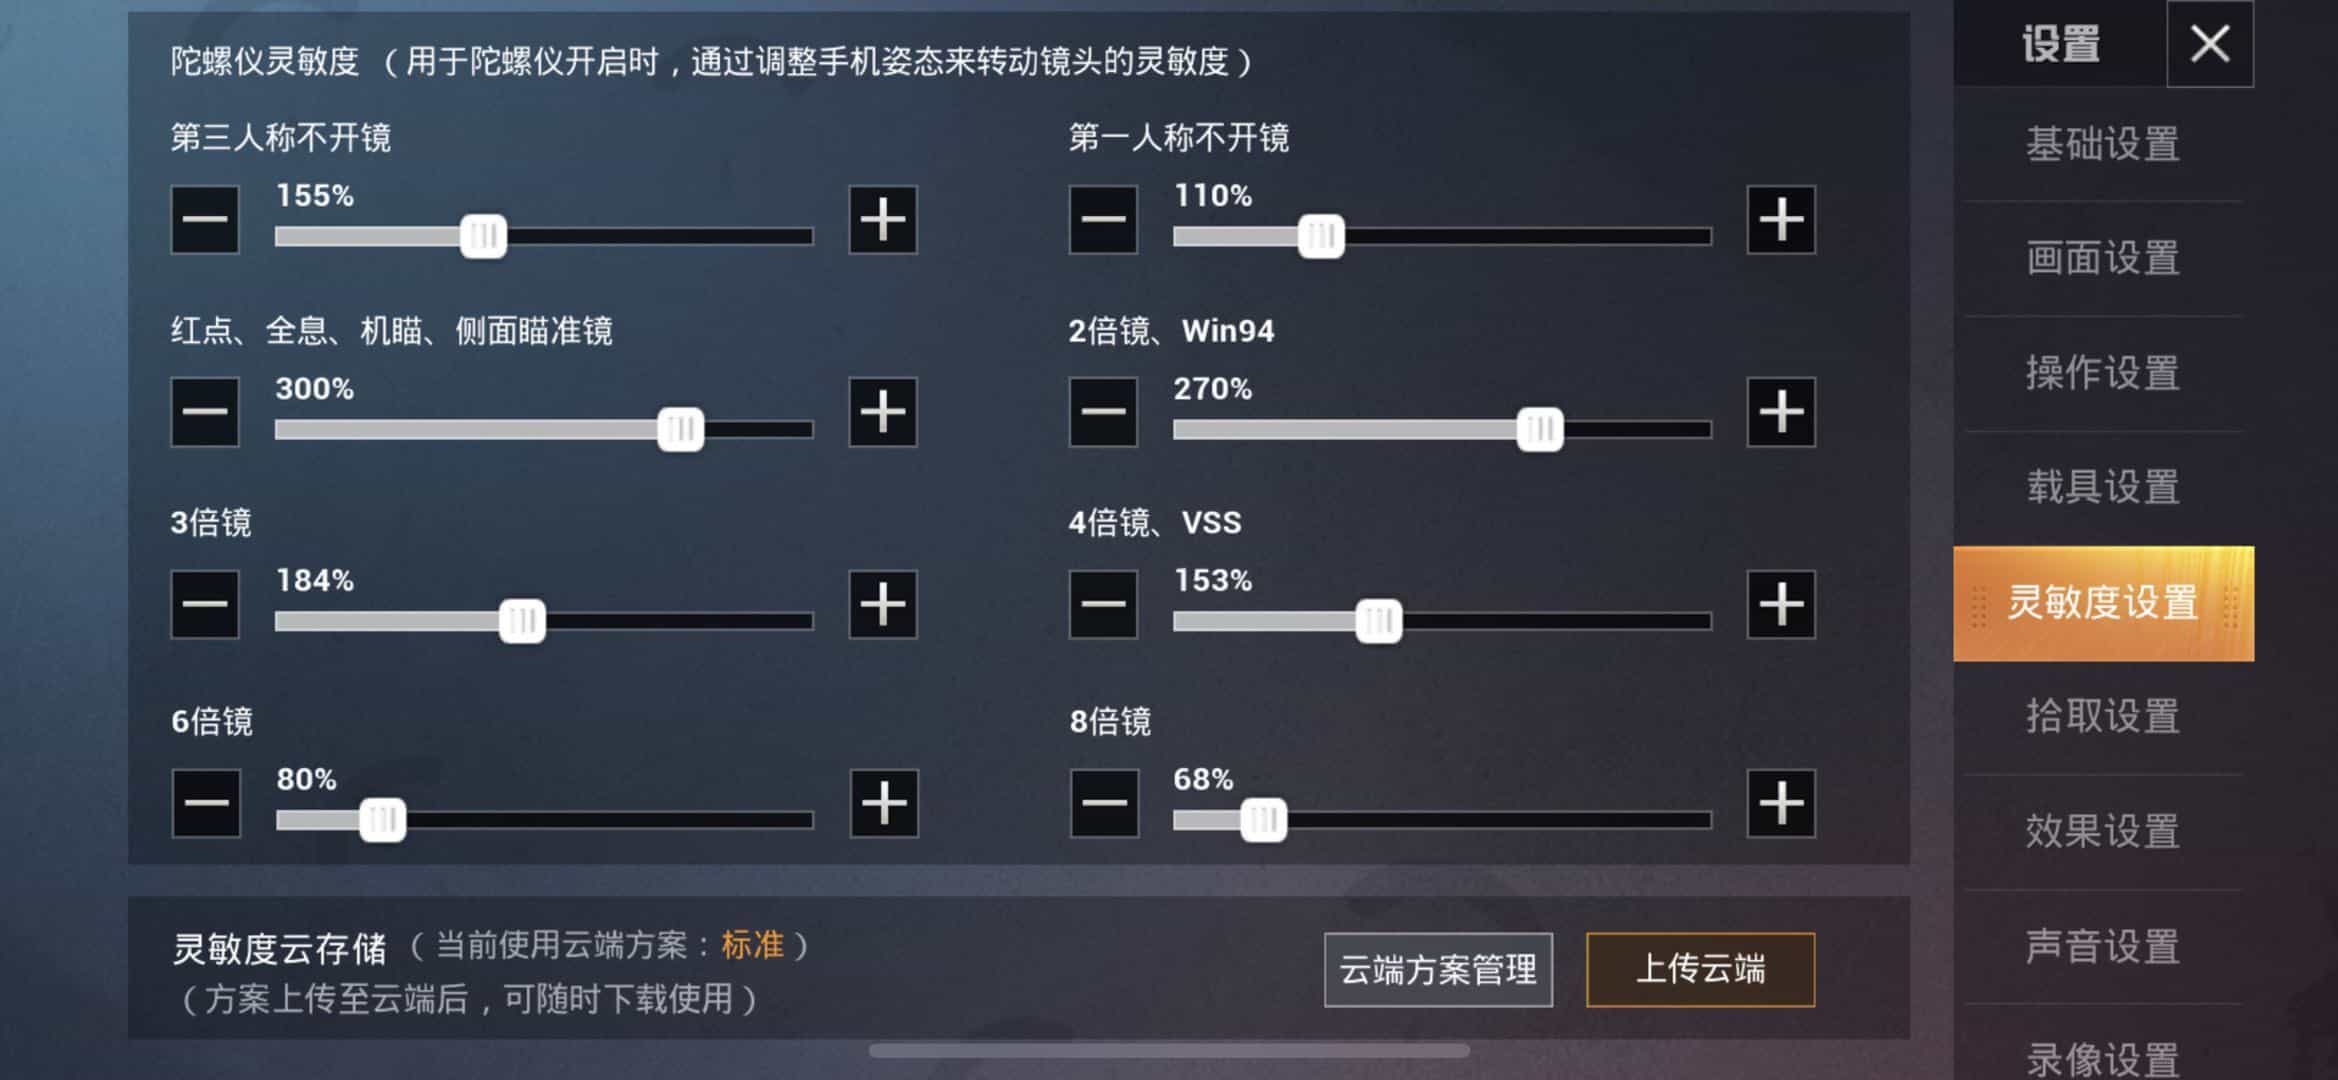 陀螺仪灵敏度（用于陀螺仪开启时，通过调整手机姿态来转动镜头的灵敏度）
第三人称不开镜
155%
第一人称不开镜
110%
红点、全息、机瞄、侧面瞄准镜
300%
2倍镜、Win94
270%
3倍镜
184%
4倍镜、VSS
153%
6倍镜
80%
8倍镜
68%
灵敏度云存储（当前使用云端方案：标准）
（方案上传至云端后，可随时下载使用）
云端方案管理
上传云端
设置
基础设置
画面设置
操作设置
载具设置
灵敏度设置
拾取设置
效果设置
声音设置
录像设置